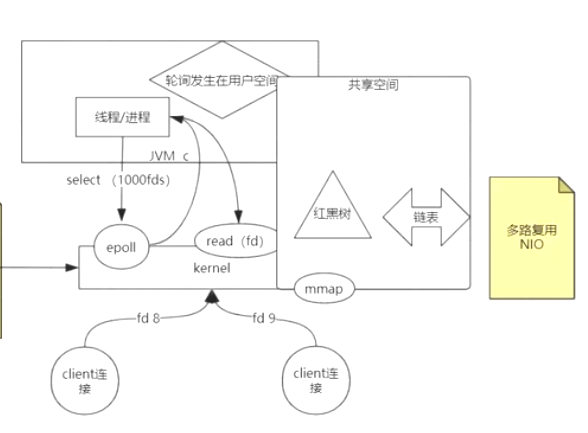 轮询发生在用户空间
共享空间
线程/进程
JVM c
select （1000fds）
红黑树
链表
多路复用
NIO
epoll
read（fd）
kernel
mmap
fd 8
fd 9
client连
接
client连
接